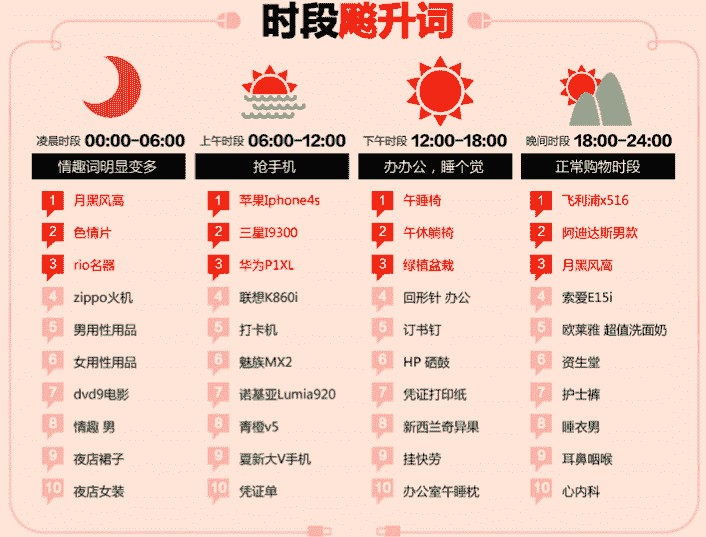 时段飚升词
凌晨时段 00:00-06:00
情趣词明显变多
1 月黑风高
2 色情片
3 rio名器
4 zippo火机
5 男用性用品
6 女用性用品
7 dvd9电影
8 情趣 男
9 夜店裙子
10 夜店女装
上午时段 06:00-12:00
抢手机
1 苹果Iphone4s
2 三星I9300
3 华为P1XL
4 联想K860i
5 打卡机
6 魅族MX2
7 诺基亚Lumia920
8 青橙v5
9 夏新大V手机
10 凭证单
下午时段 12:00-18:00
办办公，睡个觉
1 午睡椅
2 午休躺椅
3 绿植盆栽
4 回形针 办公
5 订书钉
6 HP 硒鼓
7 凭证打印纸
8 新西兰奇异果
9 挂快劳
10 办公室午睡枕
晚间时段 18:00-24:00
正常购物时段
1 飞利浦x516
2 阿迪达斯男款
3 月黑风高
4 索爱E15i
5 欧莱雅 超值洗面奶
6 资生堂
7 护士裤
8 睡衣男
9 耳鼻咽喉
10 心内科